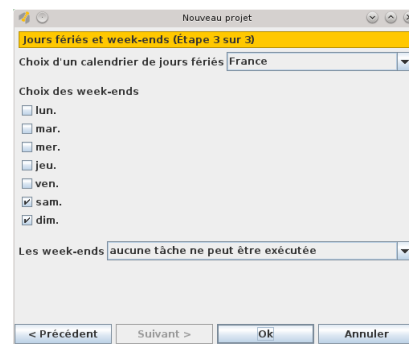 Nouveau projet
Jours fériés et week-ends (Étape 3 sur 3)
Choix d'un calendrier de jours fériés France
Choix des week-ends
lun.
mar.
mer.
jeu.
ven.
sam.
dim.
Les week-ends aucune tâche ne peut être exécutée
< Précédent Suivant > Ok Annuler